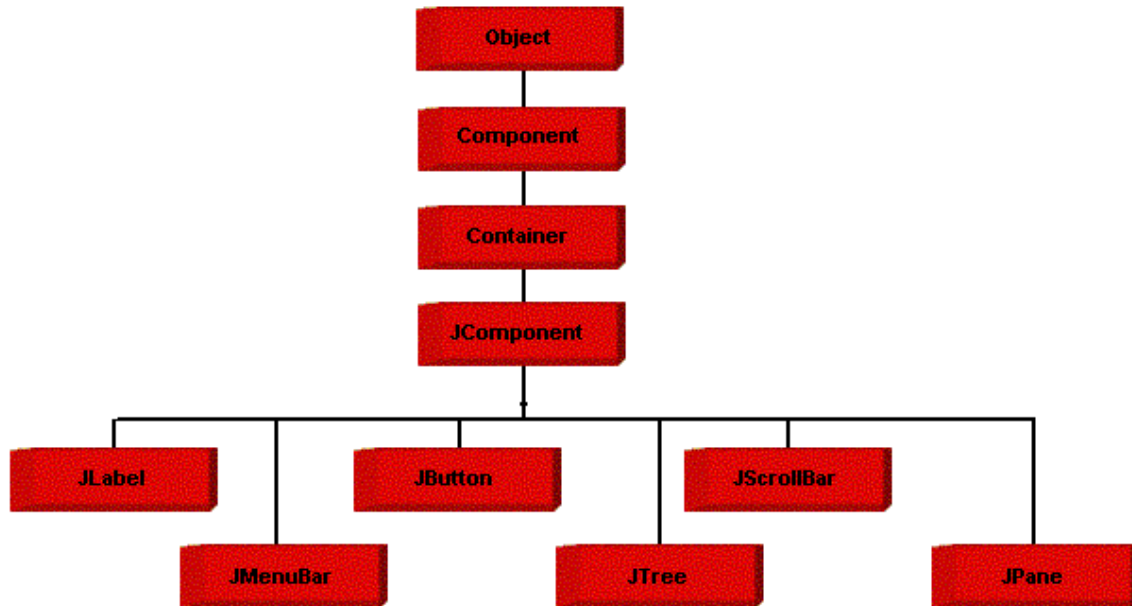 Object
Component
Container
JComponent
JLabel
JButton
JScrollBar
JMenuBar
JTree
JPane